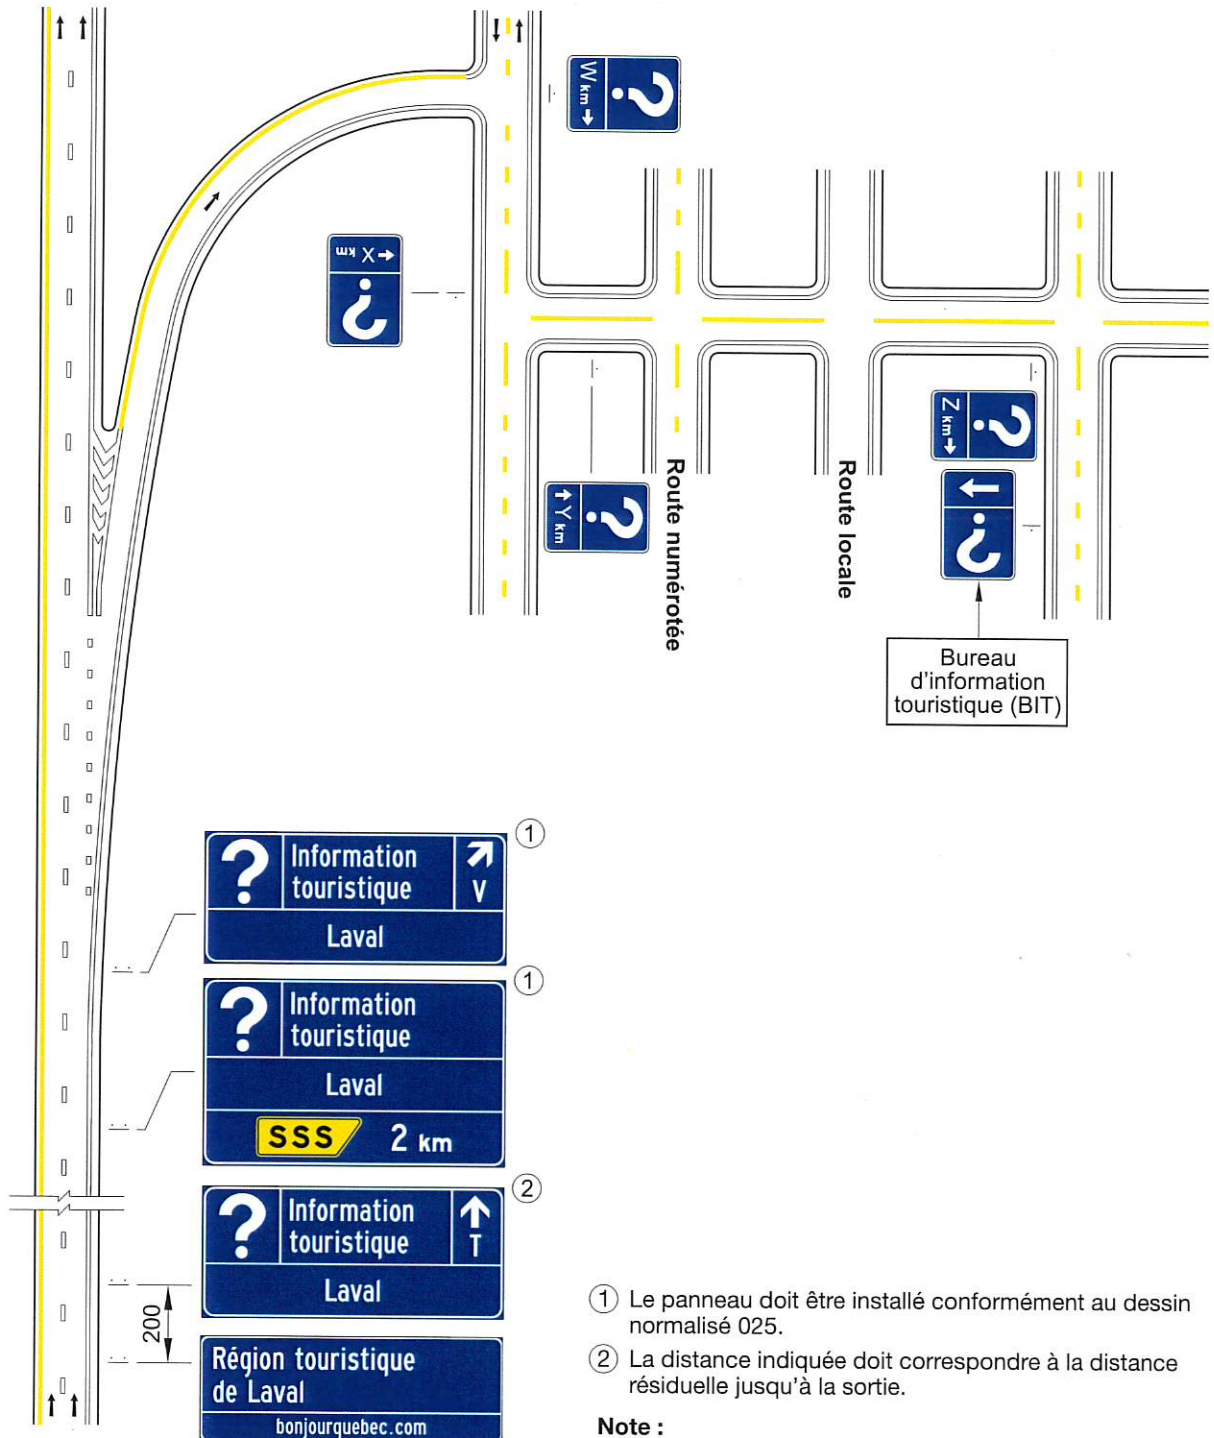 W km
X km
Y km
Z km
Route numérotée
Route locale
Bureau
d'information
touristique (BIT)
1
Information
touristique
V
Laval
1
Information
touristique
Laval
SSS 2 km
2
Information
touristique
T
Laval
200
Région touristique
de Laval
bonjourquebec.com
1 Le panneau doit être installé conformément au dessin
normalisé 025.
2 La distance indiquée doit correspondre à la distance
résiduelle jusqu'à la sortie.
Note :